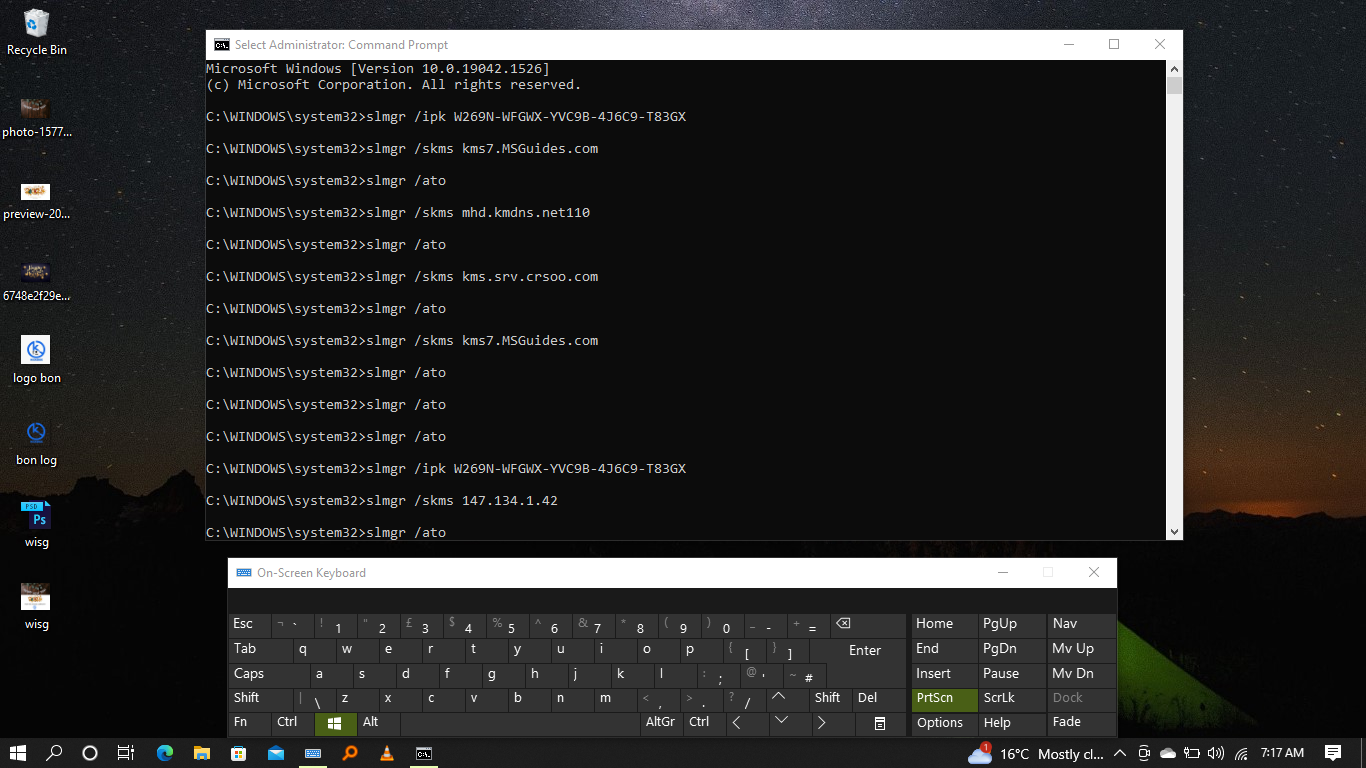 Recycle Bin
photo-1577...
preview-20...
6748e2f29e...
logo bon
bon log
PSD
Ps
wisg
wisg
Select Administrator: Command Prompt
Microsoft Windows [Version 10.0.19042.1526]
(c) Microsoft Corporation. All rights reserved.
C:\WINDOWS\system32>slmgr /ipk W269N-WFGWX-YVC9B-4J6C9-T83GX
C:\WINDOWS\system32>slmgr /skms kms7.MSGuides.com
C:\WINDOWS\system32>slmgr /ato
C:\WINDOWS\system32>slmgr /skms mhd.kmdns.net110
C:\WINDOWS\system32>slmgr /ato
C:\WINDOWS\system32>slmgr /skms kms.srv.crsoo.com
C:\WINDOWS\system32>slmgr /ato
C:\WINDOWS\system32>slmgr /skms kms7.MSGuides.com
C:\WINDOWS\system32>slmgr /ato
C:\WINDOWS\system32>slmgr /ato
C:\WINDOWS\system32>slmgr /ato
C:\WINDOWS\system32>slmgr /ipk W269N-WFGWX-YVC9B-4J6C9-T83GX
C:\WINDOWS\system32>slmgr /skms 147.134.1.42
C:\WINDOWS\system32>slmgr /ato
On-Screen Keyboard
Esc ¬ ` ! 1 " 2 £ 3 $ 4 % 5 ^ 6 & 7 * 8 ( 9 ) 0 _ - + = Home PgUp Nav
Tab q w e r t y u i o p { [ } ] Enter End PgDn Mv Up
Caps a s d f g h j k l : ; @ ' ~ # Insert Pause Mv Dn
Shift | \ z x c v b n m < , > . ? / Shift Del PrtScn ScrLk Dock
Fn Ctrl Alt AltGr Ctrl Options Help Fade
1 16°C Mostly cl... 7:17 AM